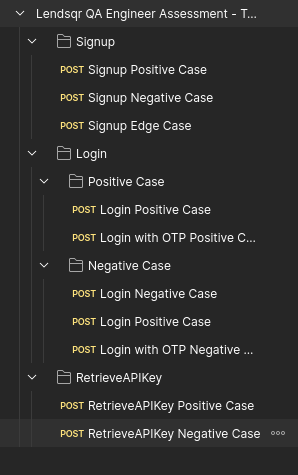 Lendsqr QA Engineer Assessment - T...
Signup
POST Signup Positive Case
POST Signup Negative Case
POST Signup Edge Case
Login
Positive Case
POST Login Positive Case
POST Login with OTP Positive C...
Negative Case
POST Login Negative Case
POST Login Positive Case
POST Login with OTP Negative ...
RetrieveAPIKey
POST RetrieveAPIKey Positive Case
POST RetrieveAPIKey Negative Case